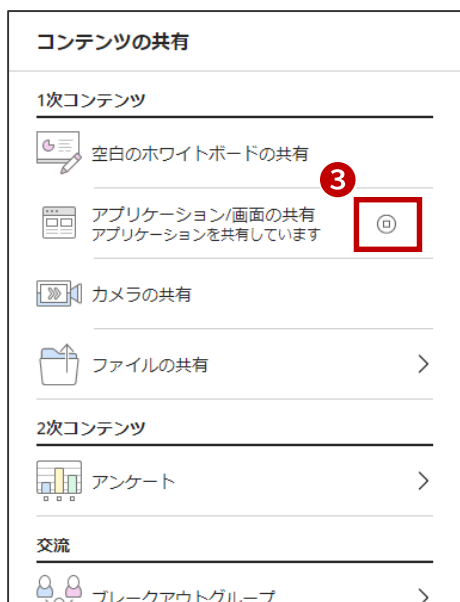 コンテンツの共有
1次コンテンツ
空白のホワイトボードの共有
3
アプリケーション/画面の共有
アプリケーションを共有しています
カメラの共有
ファイルの共有
2次コンテンツ
アンケート
交流
ブレークアウトグループ